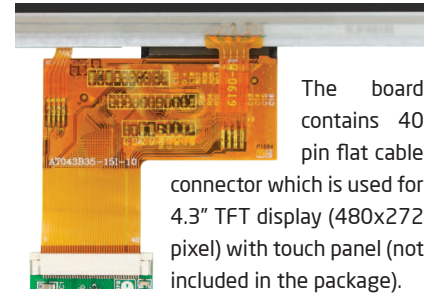 The board
contains 40
pin flat cable
connector which is used for
4.3” TFT display (480x272
pixel) with touch panel (not
included in the package).
A7043B35-15I-10